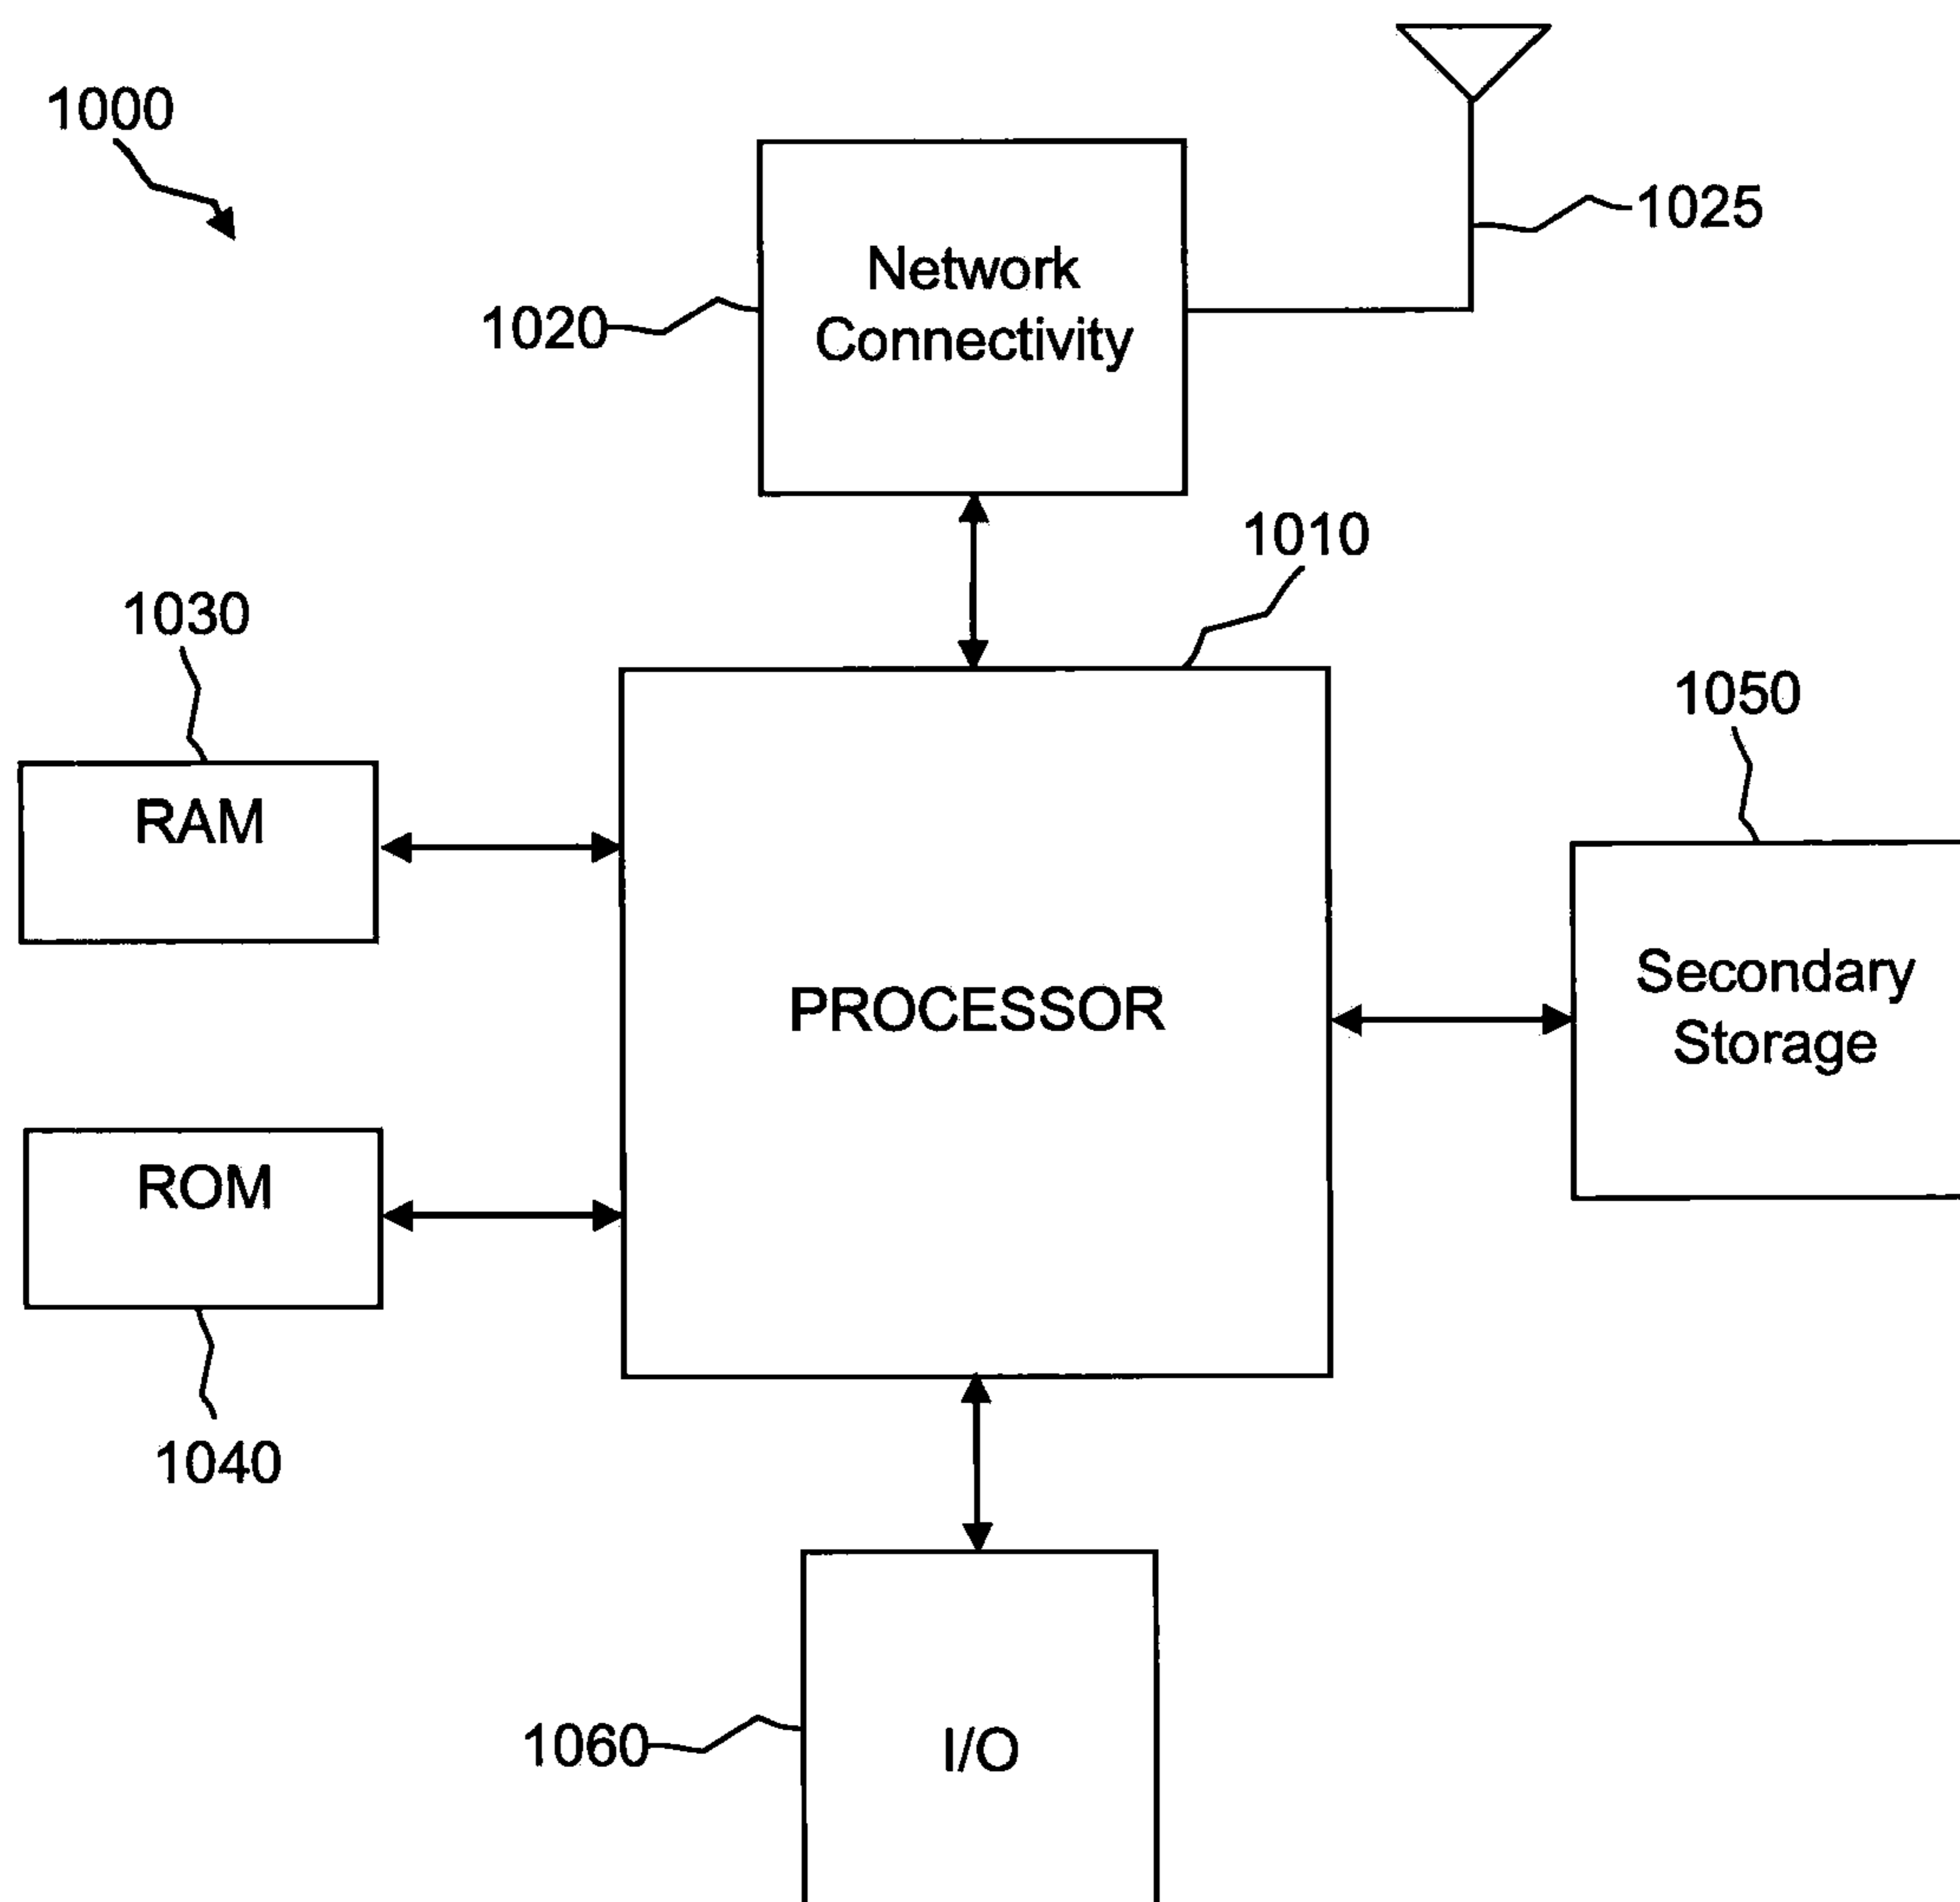 1000
1025
Network
Connectivity
1020
1010
1030
1050
RAM
Secondary
Storage
PROCESSOR
ROM
1040
1060
I/O